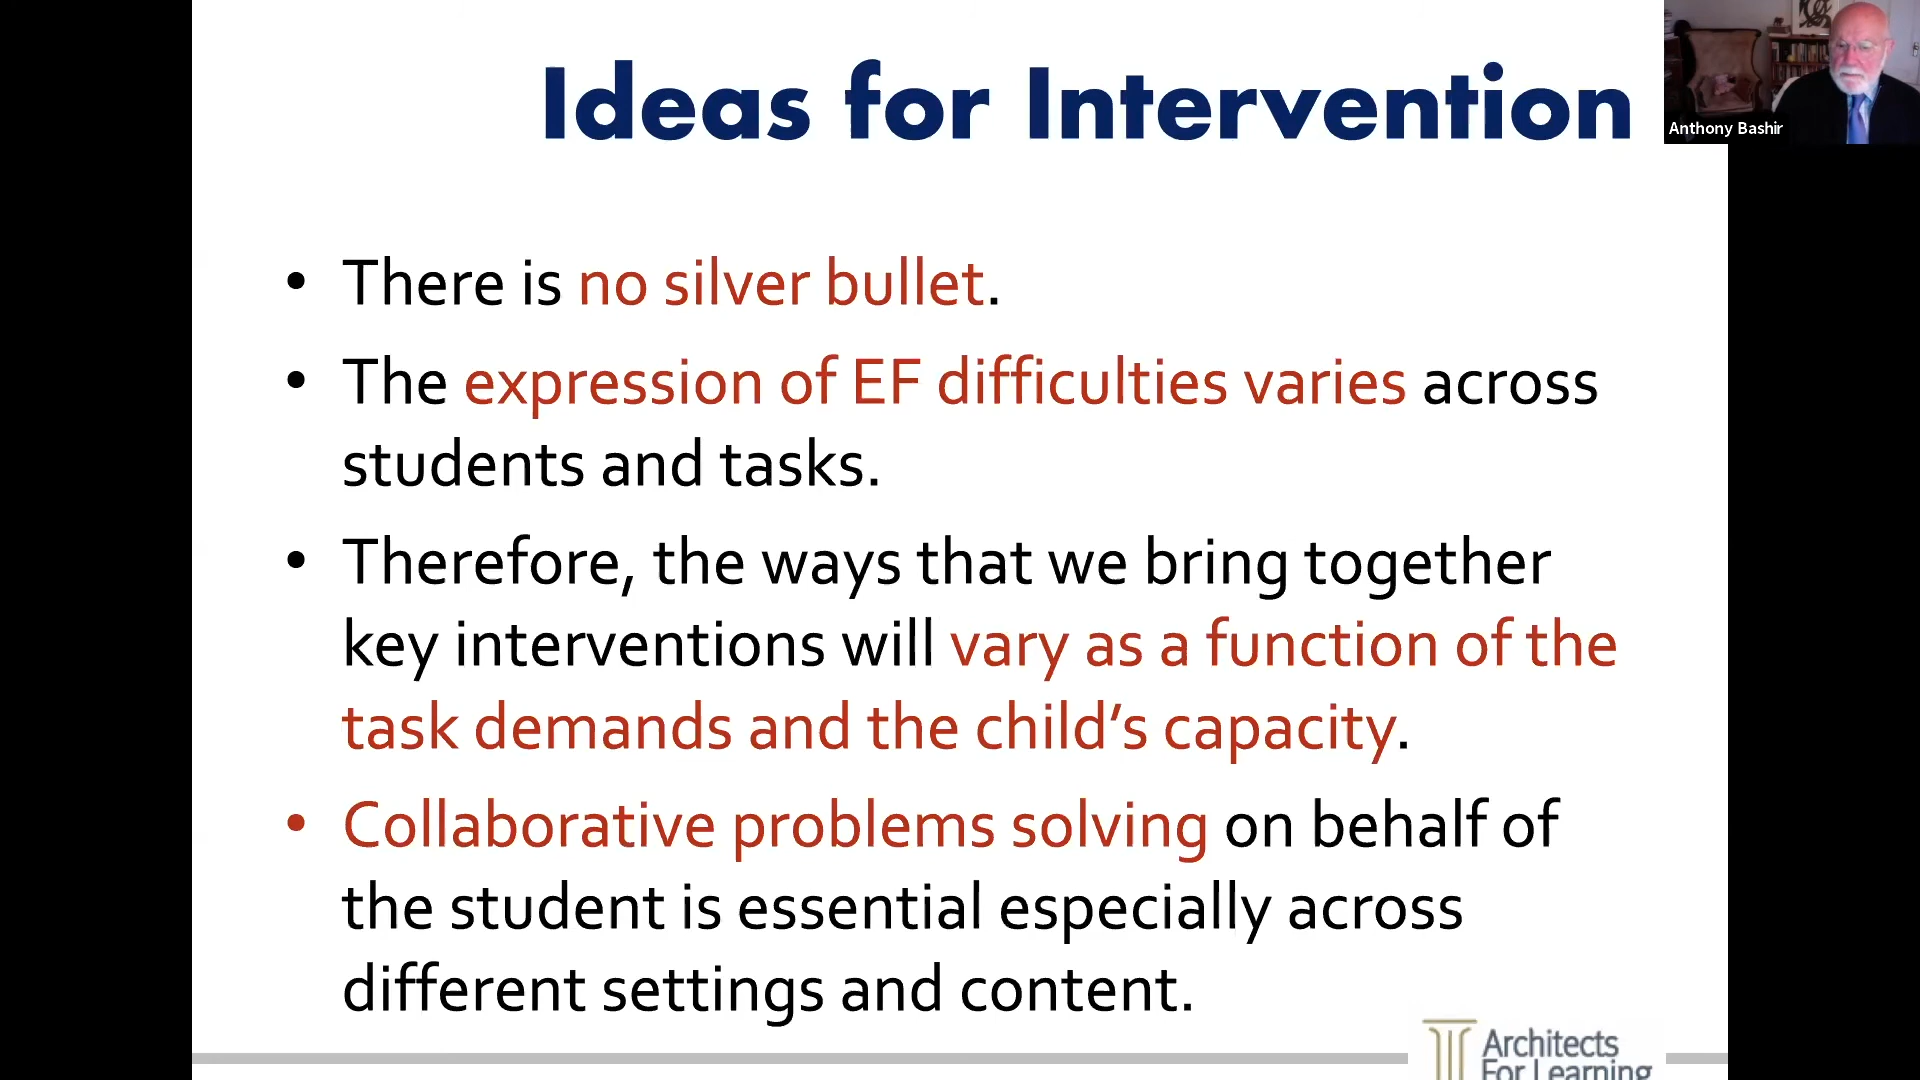 Ideas for Intervention
Anthony Bashir
• There is no silver bullet.
• The expression of EF difficulties varies across
students and tasks.
• Therefore, the ways that we bring together
key interventions will vary as a function of the
task demands and the child’s capacity.
• Collaborative problems solving on behalf of
the student is essential especially across
different settings and content.
Architects
For Learning